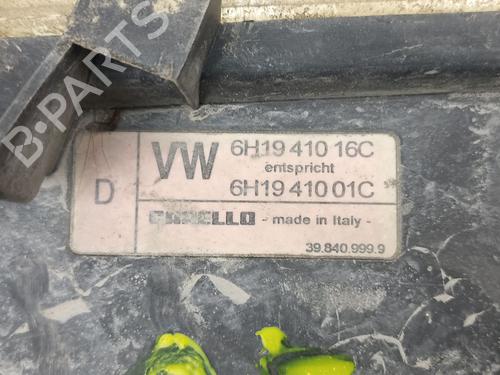 B-PARTS
VW 6H19 410 16C
entspricht
D 6H19 410 01C
CARELLO - made in Italy -
39.840.999.9